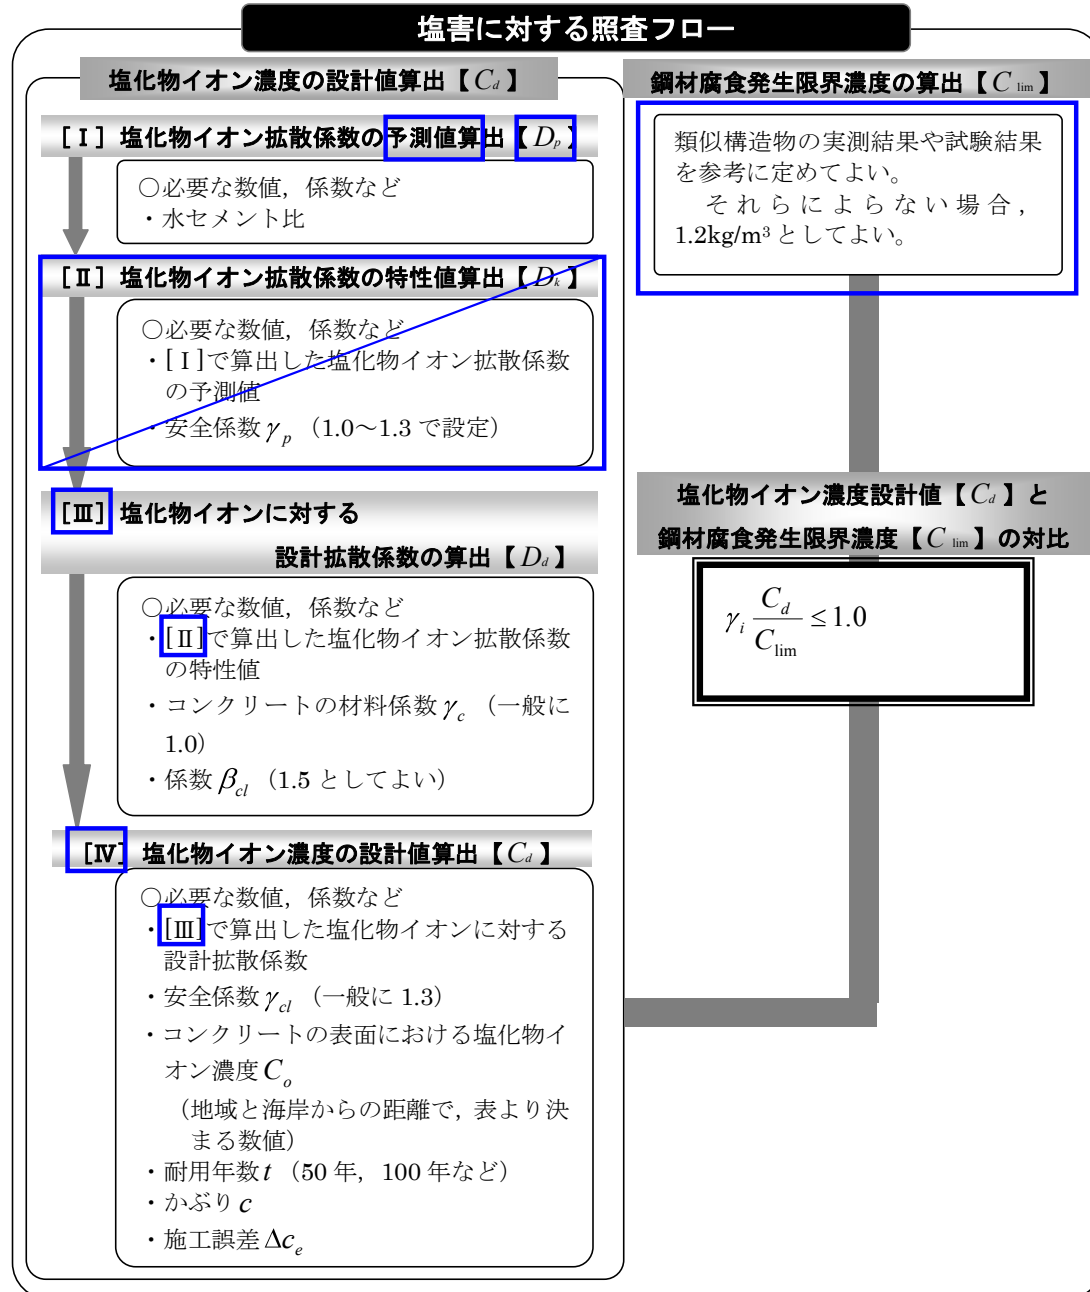 塩害に対する照査フロー
塩化物イオン濃度の設計値算出【C_d】
[Ⅰ] 塩化物イオン拡散係数の予測値算出【D_p】
○必要な数値，係数など
・水セメント比
[Ⅱ] 塩化物イオン拡散係数の特性値算出【D_k】
○必要な数値，係数など
・[Ⅰ]で算出した塩化物イオン拡散係数
の予測値
・安全係数γ_p（1.0～1.3 で設定）
[Ⅲ] 塩化物イオンに対する
設計拡散係数の算出【D_d】
○必要な数値，係数など
・[Ⅱ]で算出した塩化物イオン拡散係数
の特性値
・コンクリートの材料係数γ_c（一般に
1.0）
・係数β_cl（1.5 としてよい）
[Ⅳ] 塩化物イオン濃度の設計値算出【C_d】
○必要な数値，係数など
・[Ⅲ]で算出した塩化物イオンに対する
設計拡散係数
・安全係数γ_cl（一般に 1.3）
・コンクリートの表面における塩化物イ
オン濃度C_o
（地域と海岸からの距離で，表より決
まる数値）
・耐用年数t（50 年，100 年など）
・かぶりc
・施工誤差Δc_e
鋼材腐食発生限界濃度の算出【C_lim】
類似構造物の実測結果や試験結果
を参考に定めてよい。
それらによらない場合，
1.2kg/m³としてよい。
塩化物イオン濃度設計値【C_d】と
鋼材腐食発生限界濃度【C_lim】の対比
γ_i C_d/C_lim ≤ 1.0